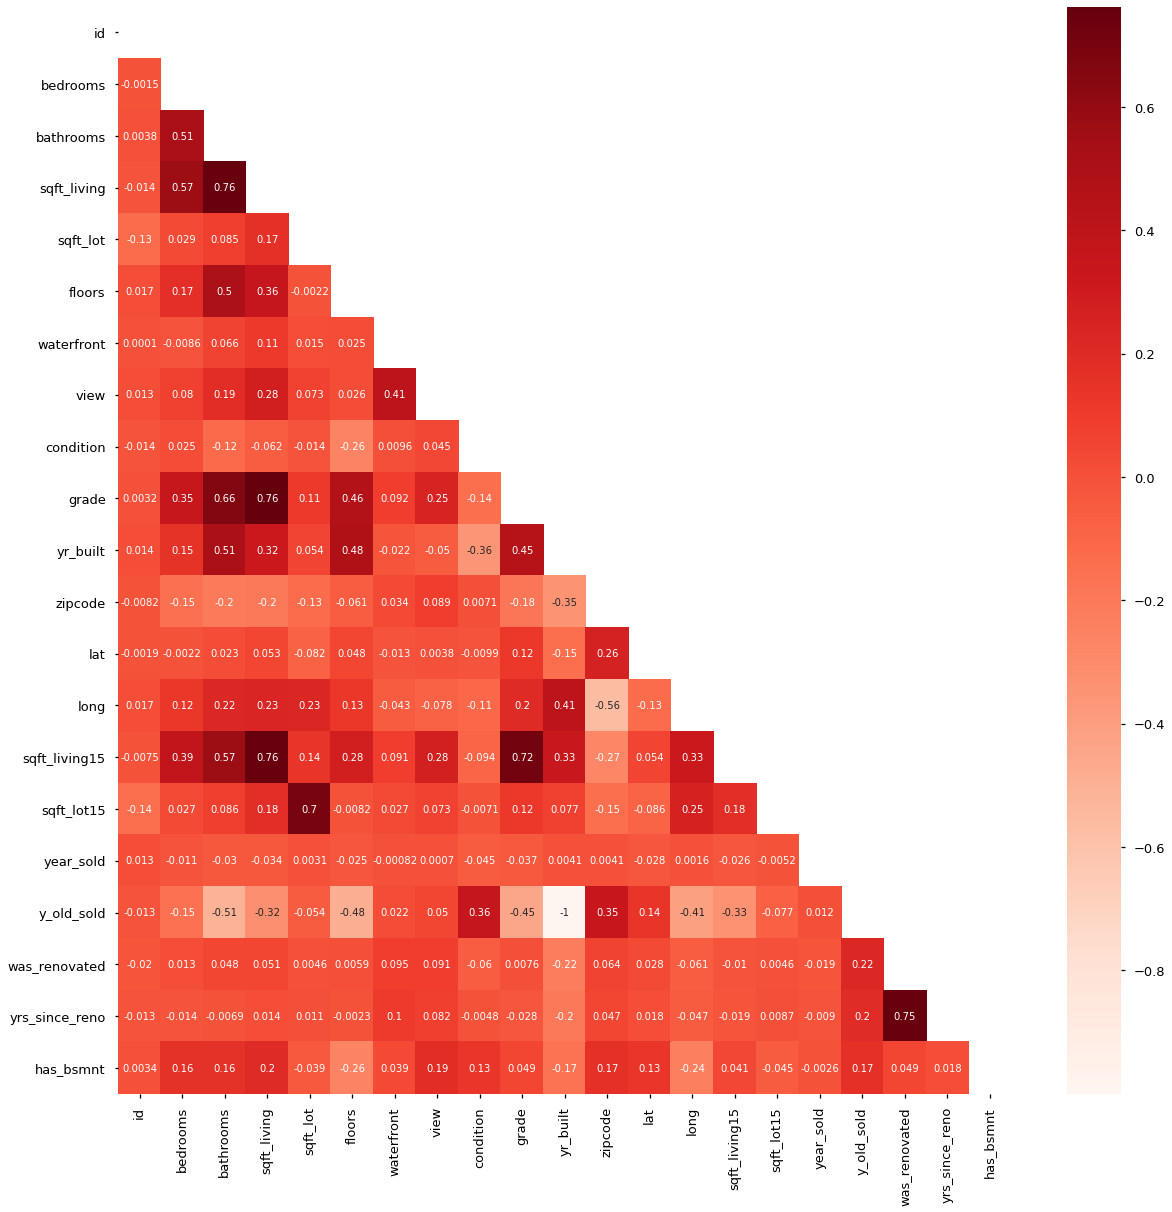 id
bedrooms -0.0015
bathrooms 0.0038 0.51
sqft_living -0.014 0.57 0.76
sqft_lot -0.13 0.029 0.085 0.17
floors 0.017 0.17 0.5 0.36 -0.0022
waterfront 0.0001 -0.0086 0.066 0.11 0.015 0.025
view 0.013 0.08 0.19 0.28 0.073 0.026 0.41
condition -0.014 0.025 -0.12 -0.062 -0.014 -0.26 0.0096 0.045
grade 0.0032 0.35 0.66 0.76 0.11 0.46 0.092 0.25 -0.14
yr_built 0.014 0.15 0.51 0.32 0.054 0.48 -0.022 -0.05 -0.36 0.45
zipcode -0.0082 -0.15 -0.2 -0.2 -0.13 -0.061 0.034 0.089 0.0071 -0.18 -0.35
lat -0.0019 -0.0022 0.023 0.053 -0.082 0.048 -0.013 0.0038 -0.0099 0.12 -0.15 0.26
long 0.017 0.12 0.22 0.23 0.23 0.13 -0.043 -0.078 -0.11 0.2 0.41 -0.56 -0.13
sqft_living15 -0.0075 0.39 0.57 0.76 0.14 0.28 0.091 0.28 -0.094 0.72 0.33 -0.27 0.054 0.33
sqft_lot15 -0.14 0.027 0.086 0.18 0.7 -0.0082 0.027 0.073 -0.0071 0.12 0.077 -0.15 -0.086 0.25 0.18
year_sold 0.013 -0.011 -0.03 -0.034 0.0031 -0.025 -0.00082 0.0007 -0.045 -0.037 0.0041 0.0041 -0.028 0.0016 -0.026 -0.0052
y_old_sold -0.013 -0.15 -0.51 -0.32 -0.054 -0.48 0.022 0.05 0.36 -0.45 -1 0.35 0.14 -0.41 -0.33 -0.077 0.012
was_renovated -0.02 0.013 0.048 0.051 0.0046 0.0059 0.095 0.091 -0.06 0.0076 -0.22 0.064 0.028 -0.061 -0.01 0.0046 -0.019 0.22
yrs_since_reno -0.013 -0.014 -0.0069 0.014 0.011 -0.0023 0.1 0.082 -0.0048 -0.028 -0.2 0.047 0.018 -0.047 -0.019 0.0087 -0.009 0.2 0.75
has_bsmnt 0.0034 0.16 0.16 0.2 -0.039 -0.26 0.039 0.19 0.13 0.049 -0.17 0.17 0.13 -0.24 0.041 -0.045 -0.0026 0.17 0.049 0.018
id
bedrooms
bathrooms
sqft_living
sqft_lot
floors
waterfront
view
condition
grade
yr_built
zipcode
lat
long
sqft_living15
sqft_lot15
year_sold
y_old_sold
was_renovated
yrs_since_reno
has_bsmnt
0.6
0.4
0.2
0.0
−0.2
−0.4
−0.6
−0.8